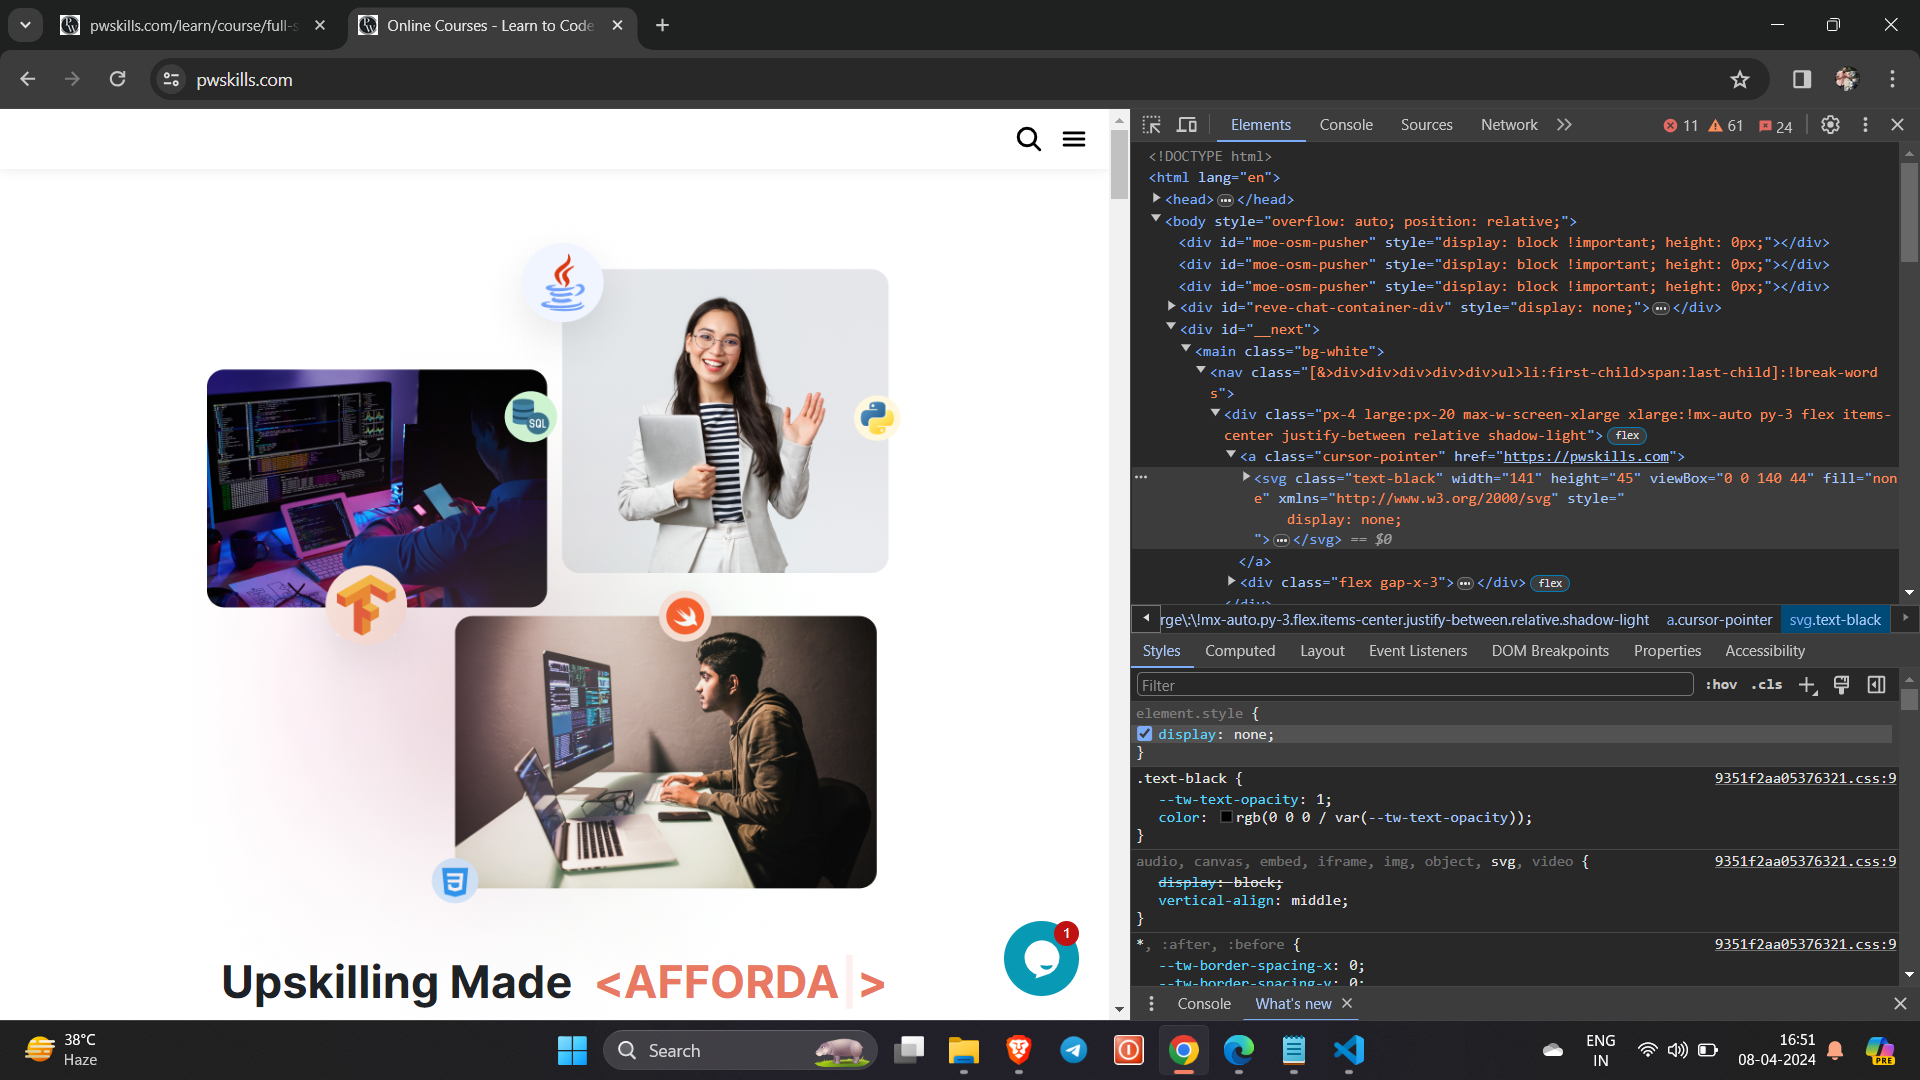 pwskills.com/learn/course/full-s
Online Courses - Learn to Code
pwskills.com
Elements
Console
Sources
Network
11
61
24
<!DOCTYPE html>
<html lang="en">
<head>
</head>
<body style="overflow: auto; position: relative;">
<div id="moe-osm-pusher" style="display: block !important; height: 0px;"></div>
<div id="moe-osm-pusher" style="display: block !important; height: 0px;"></div>
<div id="moe-osm-pusher" style="display: block !important; height: 0px;"></div>
<div id="reve-chat-container-div" style="display: none;">
</div>
<div id="__next">
<main class="bg-white">
<nav class="[&>div>div>div>div>div>ul>li:first-child>span:last-child]:!break-word
s">
<div class="px-4 large:px-20 max-w-screen-xlarge xlarge:!mx-auto py-3 flex items-
center justify-between relative shadow-light">
flex
<a class="cursor-pointer" href="https://pwskills.com">
<svg class="text-black" width="141" height="45" viewBox="0 0 140 44" fill="non
e" xmlns="http://www.w3.org/2000/svg" style="
display: none;
">
</svg> == $0
</a>
<div class="flex gap-x-3">
</div>
flex
</div>
rge\:\!mx-auto.py-3.flex.items-center.justify-between.relative.shadow-light
a.cursor-pointer
svg.text-black
Styles
Computed
Layout
Event Listeners
DOM Breakpoints
Properties
Accessibility
Filter
:hov
.cls
element.style {
display: none;
}
.text-black {
9351f2aa05376321.css:9
--tw-text-opacity: 1;
color: rgb(0 0 0 / var(--tw-text-opacity));
}
audio, canvas, embed, iframe, img, object, svg, video {
9351f2aa05376321.css:9
display: block;
vertical-align: middle;
}
*, :after, :before {
9351f2aa05376321.css:9
--tw-border-spacing-x: 0;
--tw-border-spacing-y: 0;
Console
What's new
SQL
Upskilling Made <AFFORDA >
1
38°C
Haze
Search
PRE
ENG
IN
16:51
08-04-2024